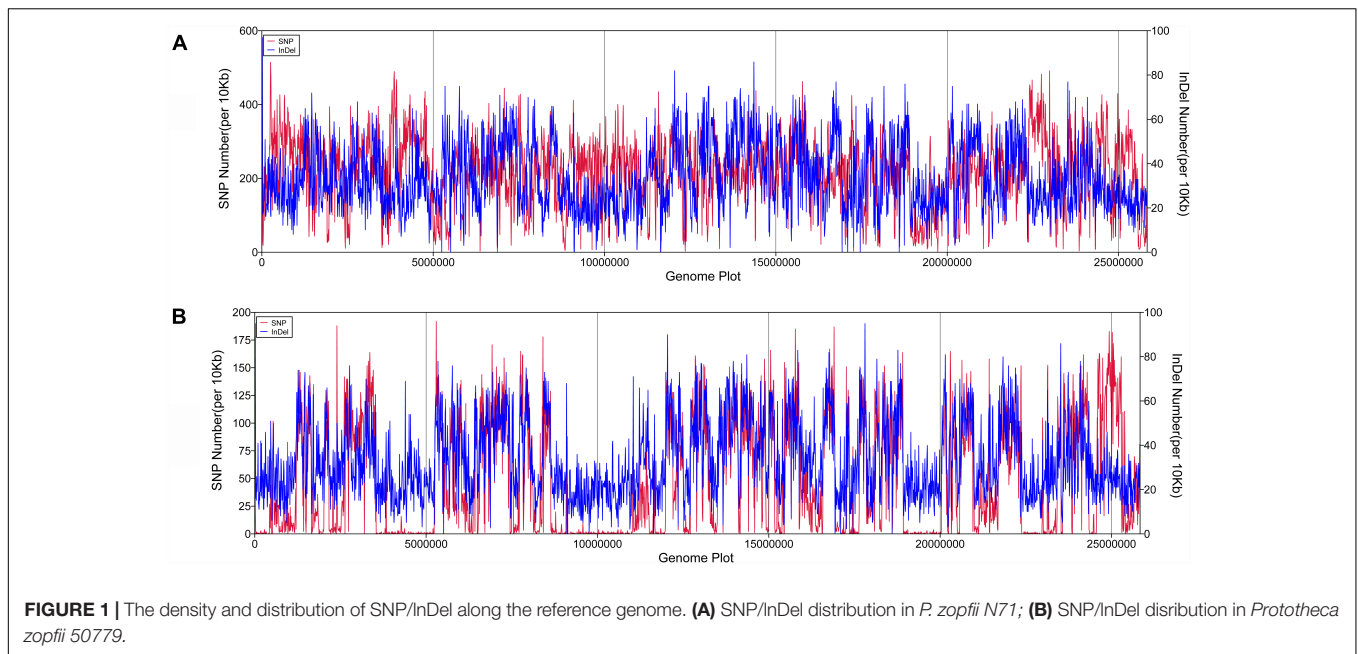 A
SNP
InDel
600
400
200
0
SNP Number(per 10Kb)
100
80
60
40
20
0
InDel Number(per 10Kb)
0
5000000
10000000
15000000
20000000
25000000
Genome Plot
B
SNP
InDel
200
175
150
125
100
75
50
25
0
SNP Number(per 10Kb)
100
80
60
40
20
0
InDel Number(per 10Kb)
0
5000000
10000000
15000000
20000000
25000000
Genome Plot
FIGURE 1 | The density and distribution of SNP/InDel along the reference genome. (A) SNP/InDel distribution in P. zopfii N71; (B) SNP/InDel disribution in Prototheca
zopfii 50779.